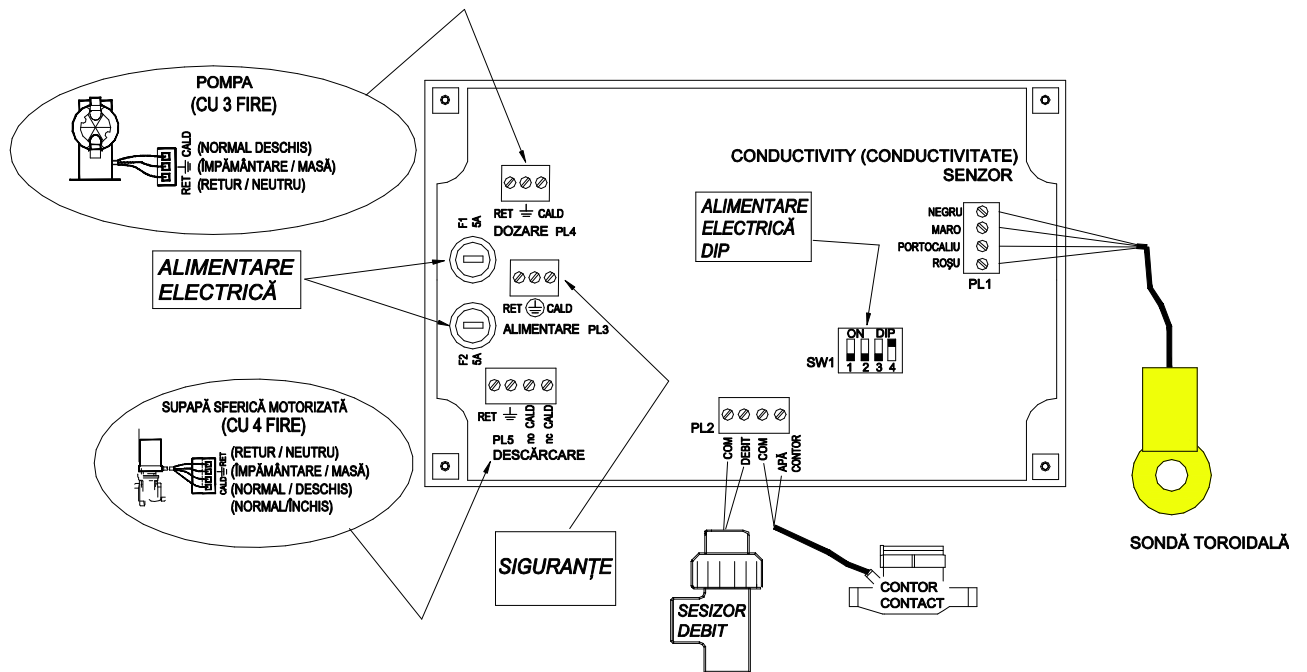 POMPA
(CU 3 FIRE)
CALD
RET
(NORMAL DESCHIS)
(ÎMPĂMÂNTARE / MASĂ)
(RETUR / NEUTRU)
ALIMENTARE
ELECTRICĂ
SUPAPĂ SFERICĂ MOTORIZATĂ
(CU 4 FIRE)
CALD
RET
(RETUR / NEUTRU)
(ÎMPĂMÂNTARE / MASĂ)
(NORMAL / DESCHIS)
(NORMAL/ÎNCHIS)
RET CALD
DOZARE PL4
F1
5A
RET CALD
ALIMENTARE PL3
F2
5A
RET
no CALD
nc CALD
PL5
DESCĂRCARE
SIGURANȚE
CONDUCTIVITY (CONDUCTIVITATE)
SENZOR
ALIMENTARE
ELECTRICĂ
DIP
NEGRU
MARO
PORTOCALIU
ROȘU
PL1
ON DIP
SW1
1 2 3 4
PL2
COM
DEBIT
COM
APĂ
CONTOR
SESIZOR
DEBIT
CONTOR
CONTACT
SONDĂ TOROIDALĂ